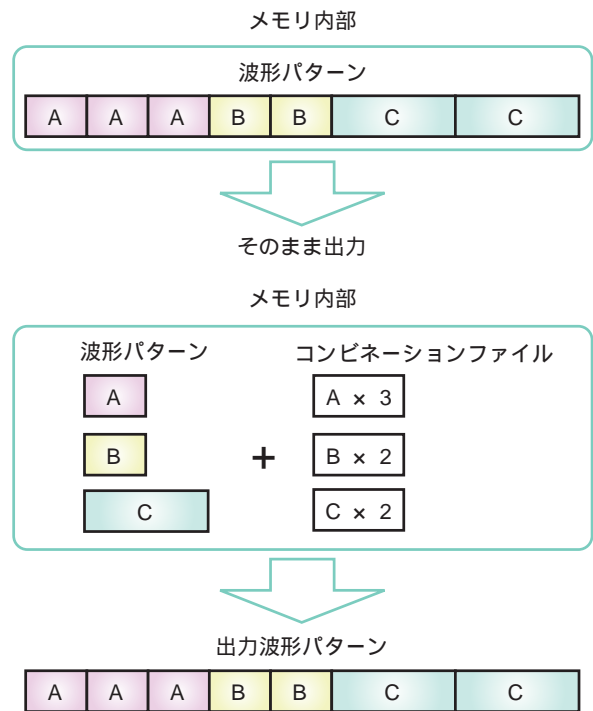 メモリ内部
波形パターン
A A A B B C C
そのまま出力
メモリ内部
波形パターン コンビネーションファイル
A A × 3
B + B × 2
C C × 2
出力波形パターン
A A A B B C C